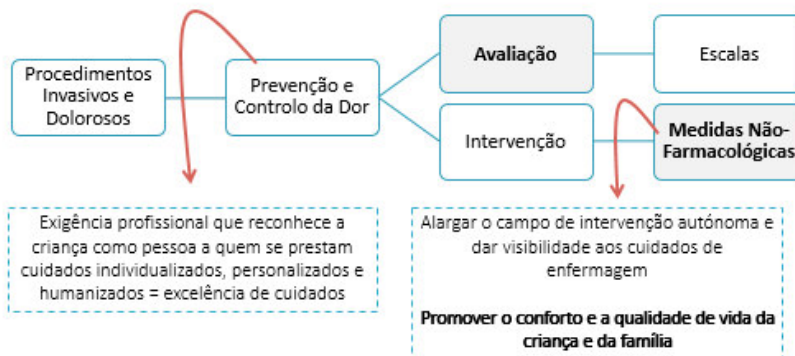 Procedimentos
Invasivos e
Dolorosos
Prevenção e
Controlo da Dor
Avaliação
Escalas
Intervenção
Medidas Não-
Farmacológicas
Exigência profissional que reconhece a
criança como pessoa a quem se prestam
cuidados individualizados, personalizados e
humanizados = excelência de cuidados
Alargar o campo de intervenção autónoma e
dar visibilidade aos cuidados de
enfermagem
Promover o conforto e a qualidade de vida da
criança e da família